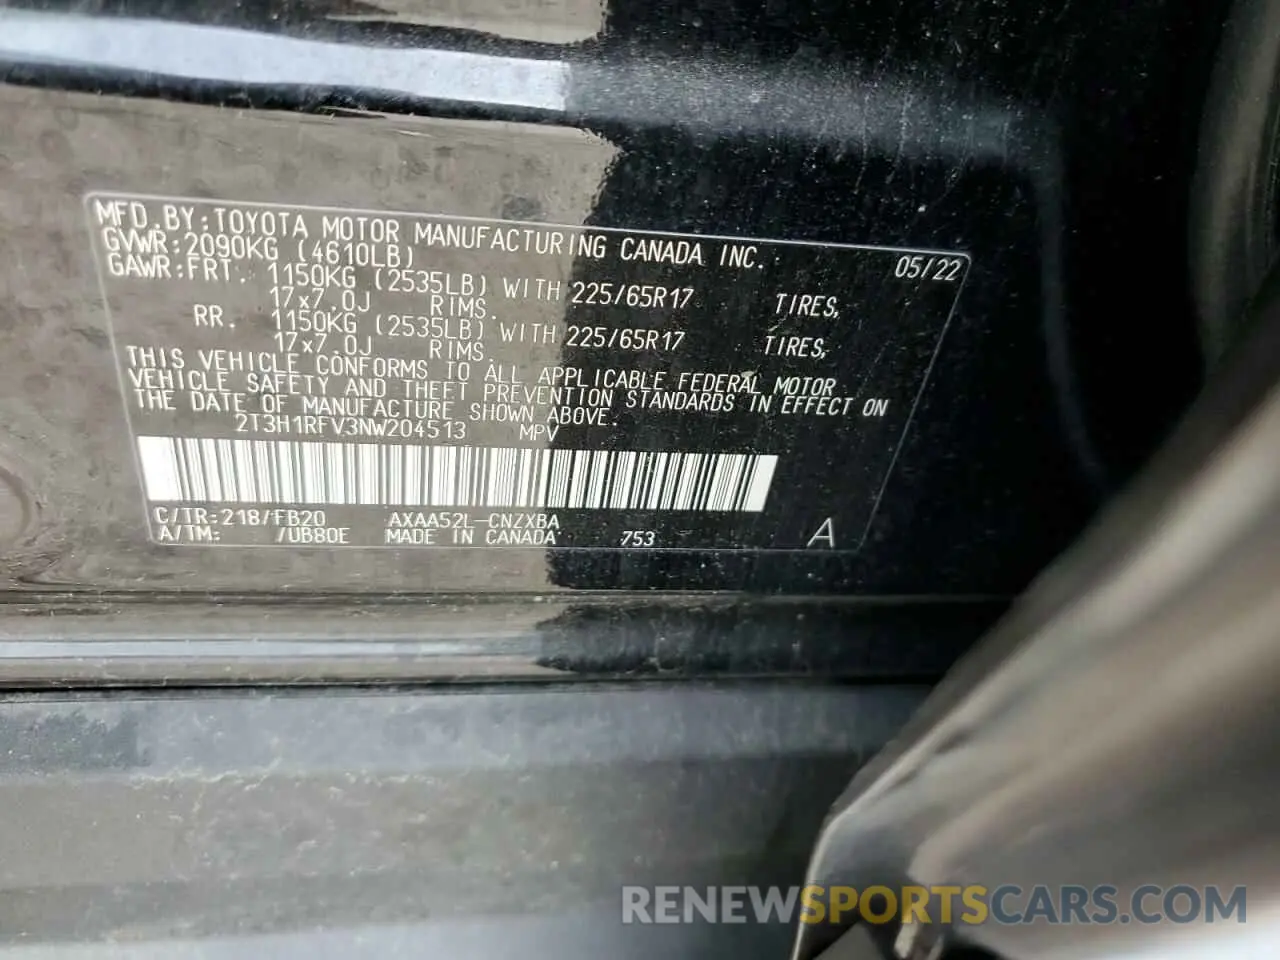 MFD.BY:TOYOTA MOTOR MANUFACTURING CANADA INC. 05/22
GVWR:2090KG (4610LB)
GAWR:FRT. 1150KG (2535LB) WITH 225/65R17 TIRES,
17x7.0J RIMS.
RR. 1150KG (2535LB) WITH 225/65R17 TIRES,
17x7.0J RIMS.
THIS VEHICLE CONFORMS TO ALL APPLICABLE FEDERAL MOTOR
VEHICLE SAFETY AND THEFT PREVENTION STANDARDS IN EFFECT ON
THE DATE OF MANUFACTURE SHOWN ABOVE.
2T3H1RFV3NW204513 MPV
C/TR:218/FB20 AXAA52L-CNZXBA
A/TM: /UB80E MADE IN CANADA 753 A
RENEWSPORTSCARS.COM